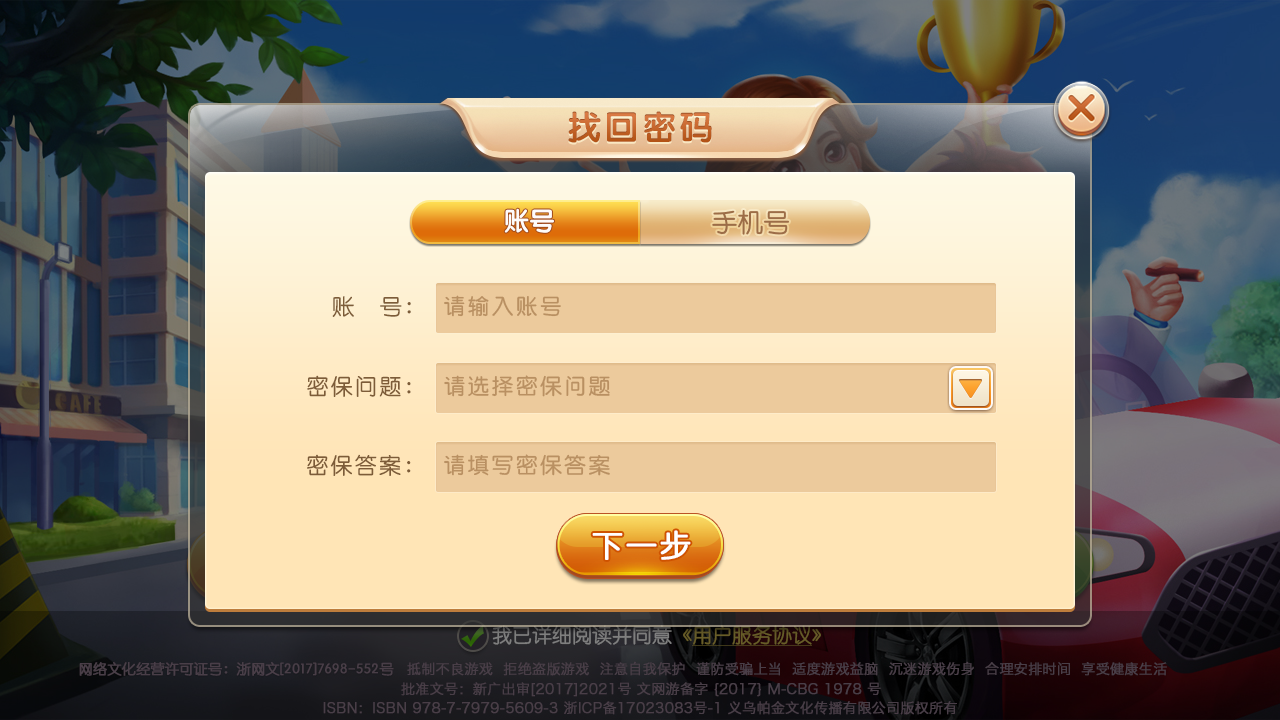 找回密码
账号 手机号
账 号： 请输入账号
密保问题： 请选择密保问题
CAFE
密保答案： 请填写密保答案
下一步
我已详细阅读并同意 《用户服务协议》
网络文化经营许可证号：浙网文[2017]7698-552号 抵制不良游戏 拒绝盗版游戏 注意自我保护 谨防受骗上当 适度游戏益脑 沉迷游戏伤身 合理安排时间 享受健康生活
批准文号：新广出审[2017]2021号 文网游备字 [2017] M-CBG 1978 号
ISBN：ISBN 978-7-7979-5609-3 浙ICP备17023083号-1 义乌帕金文化传播有限公司版权所有